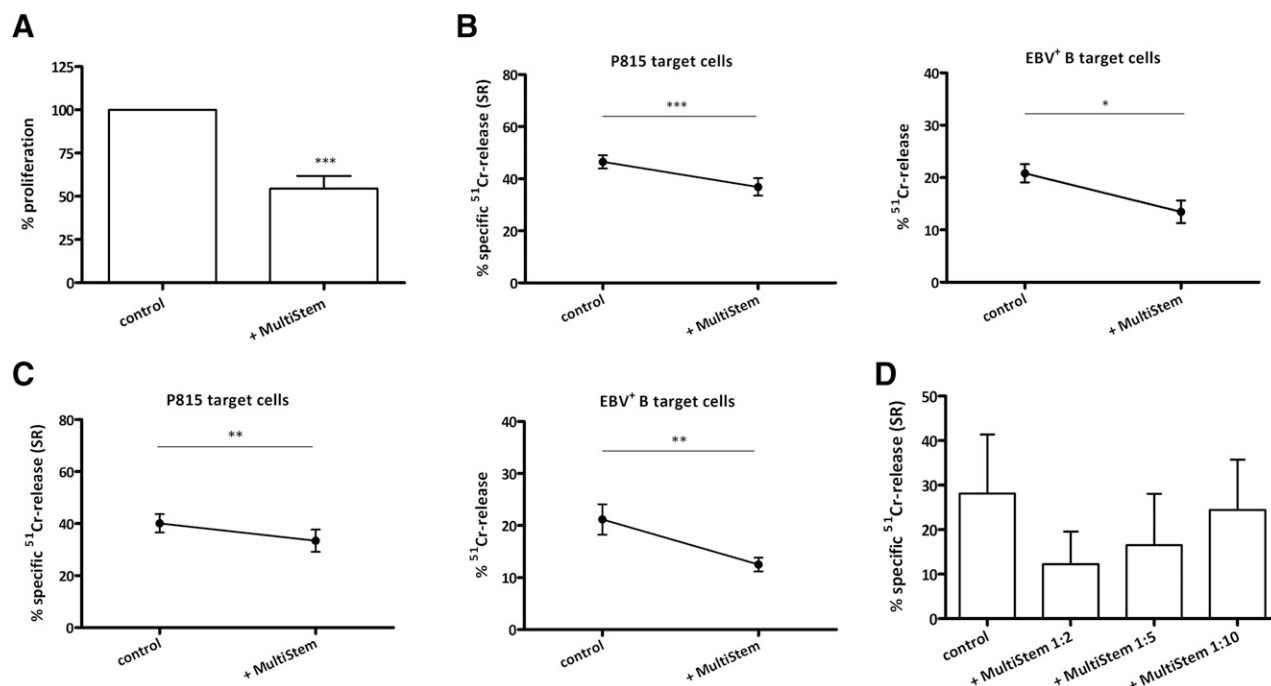 A
125
100
75
50
25
0
% proliferation
***
control
+ MultiStem
B
P815 target cells
80
60
40
20
0
% specific ⁵¹Cr-release (SR)
***
control
+ MultiStem
EBV⁺ B target cells
40
30
20
10
0
% ⁵¹Cr-release
*
control
+ MultiStem
C
P815 target cells
80
60
40
20
0
% specific ⁵¹Cr-release (SR)
**
control
+ MultiStem
EBV⁺ B target cells
40
30
20
10
0
% ⁵¹Cr-release
**
control
+ MultiStem
D
50
40
30
20
10
0
% specific ⁵¹Cr-release (SR)
control
+ MultiStem 1:2
+ MultiStem 1:5
+ MultiStem 1:10